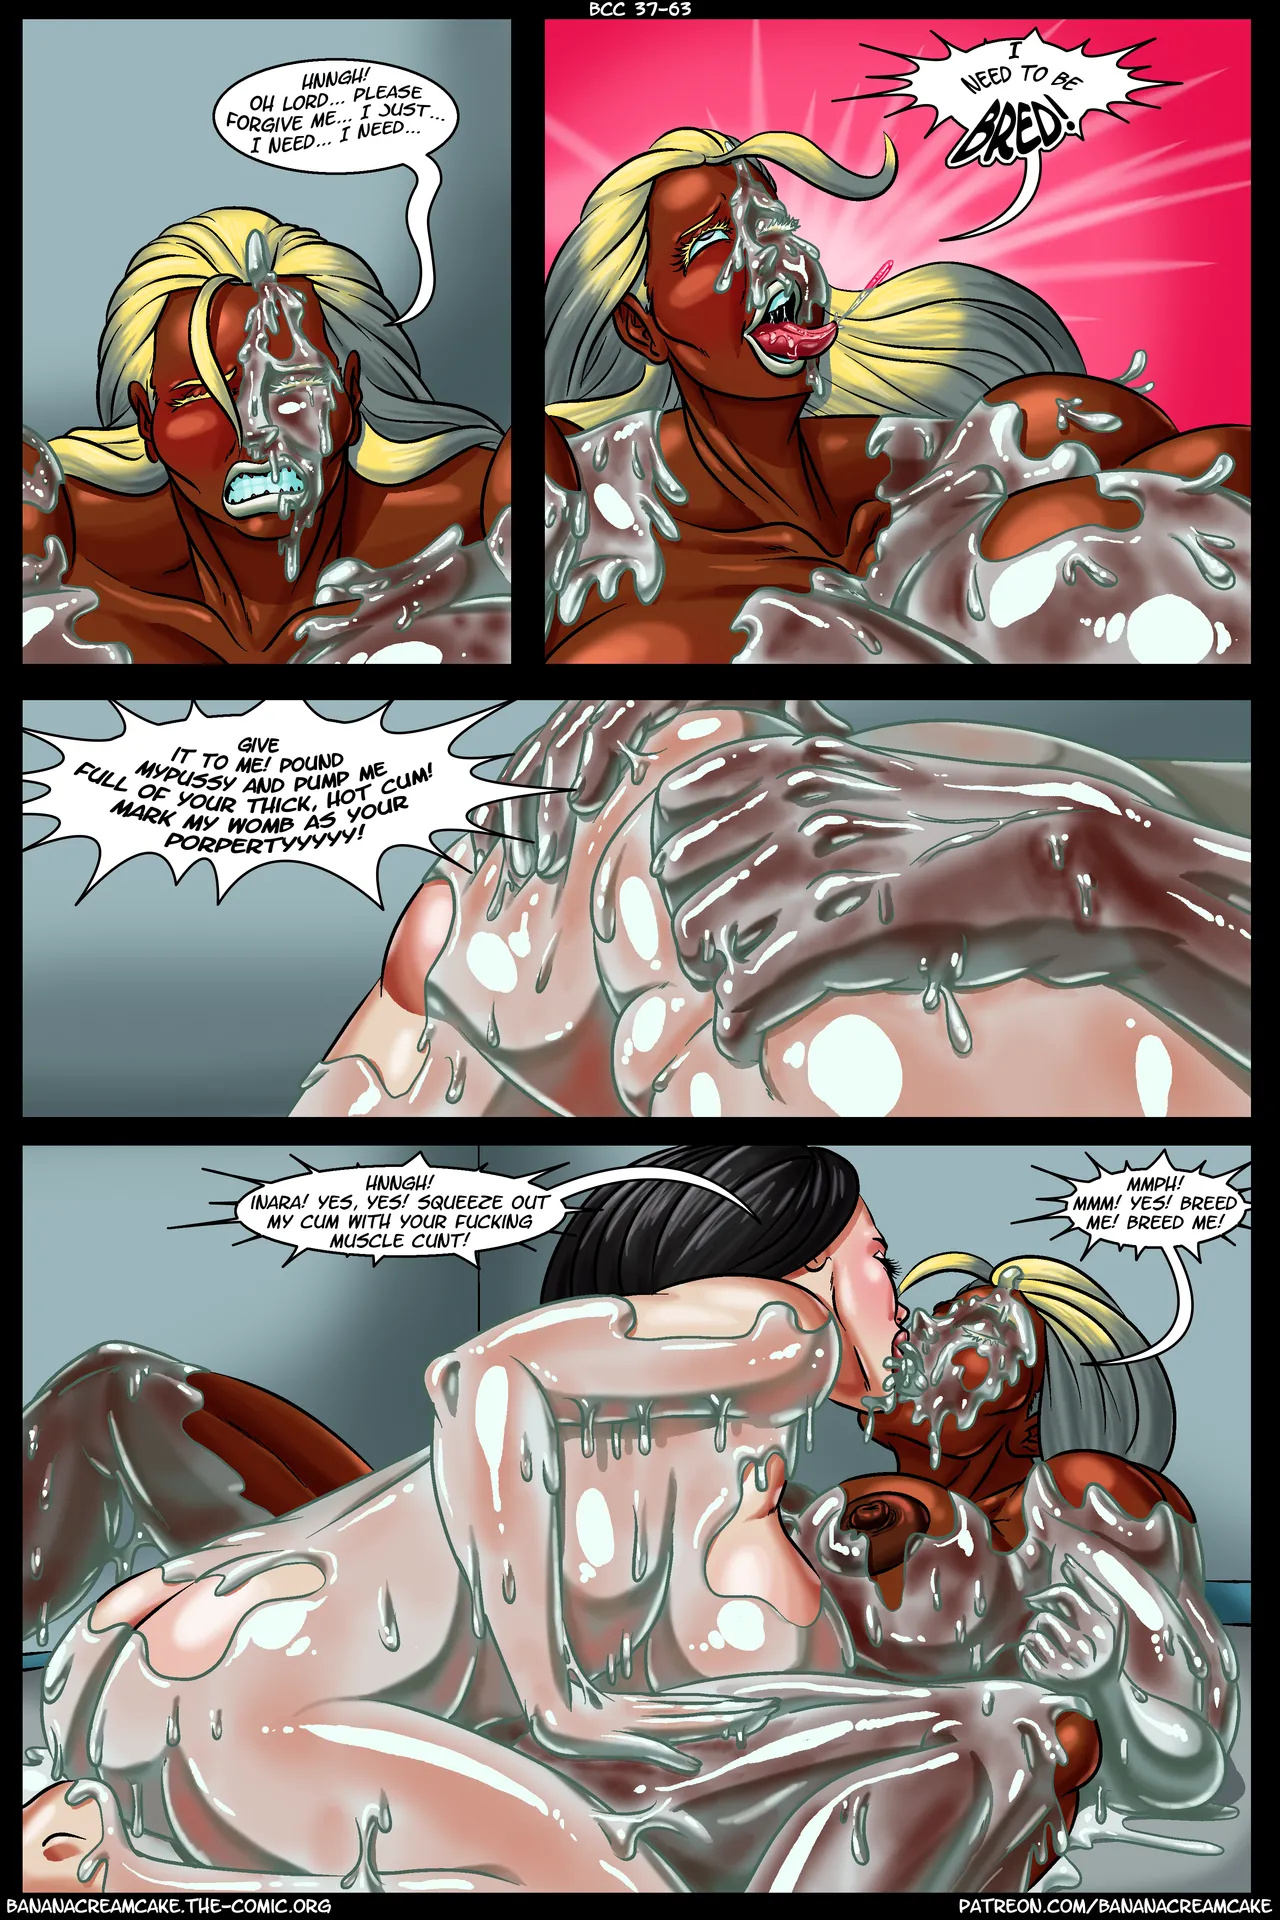 BCC 37-63
HNNGH!
OH LORD... PLEASE
FORGIVE ME... I JUST...
I NEED... I NEED...
I
NEED TO BE
BRED!
GIVE
IT TO ME! POUND
MYPUSSY AND PUMP ME
FULL OF YOUR THICK, HOT CUM!
MARK MY WOMB AS YOUR
PORPERTYYYYY!
HNNGH!
INARA! YES, YES! SQUEEZE OUT
MY CUM WITH YOUR FUCKING
MUSCLE CUNT!
MMPH!
MMM! YES! BREED
ME! BREED ME!
BANANACREAMCAKE.THE-COMIC.ORG
PATREON.COM/BANANACREAMCAKE